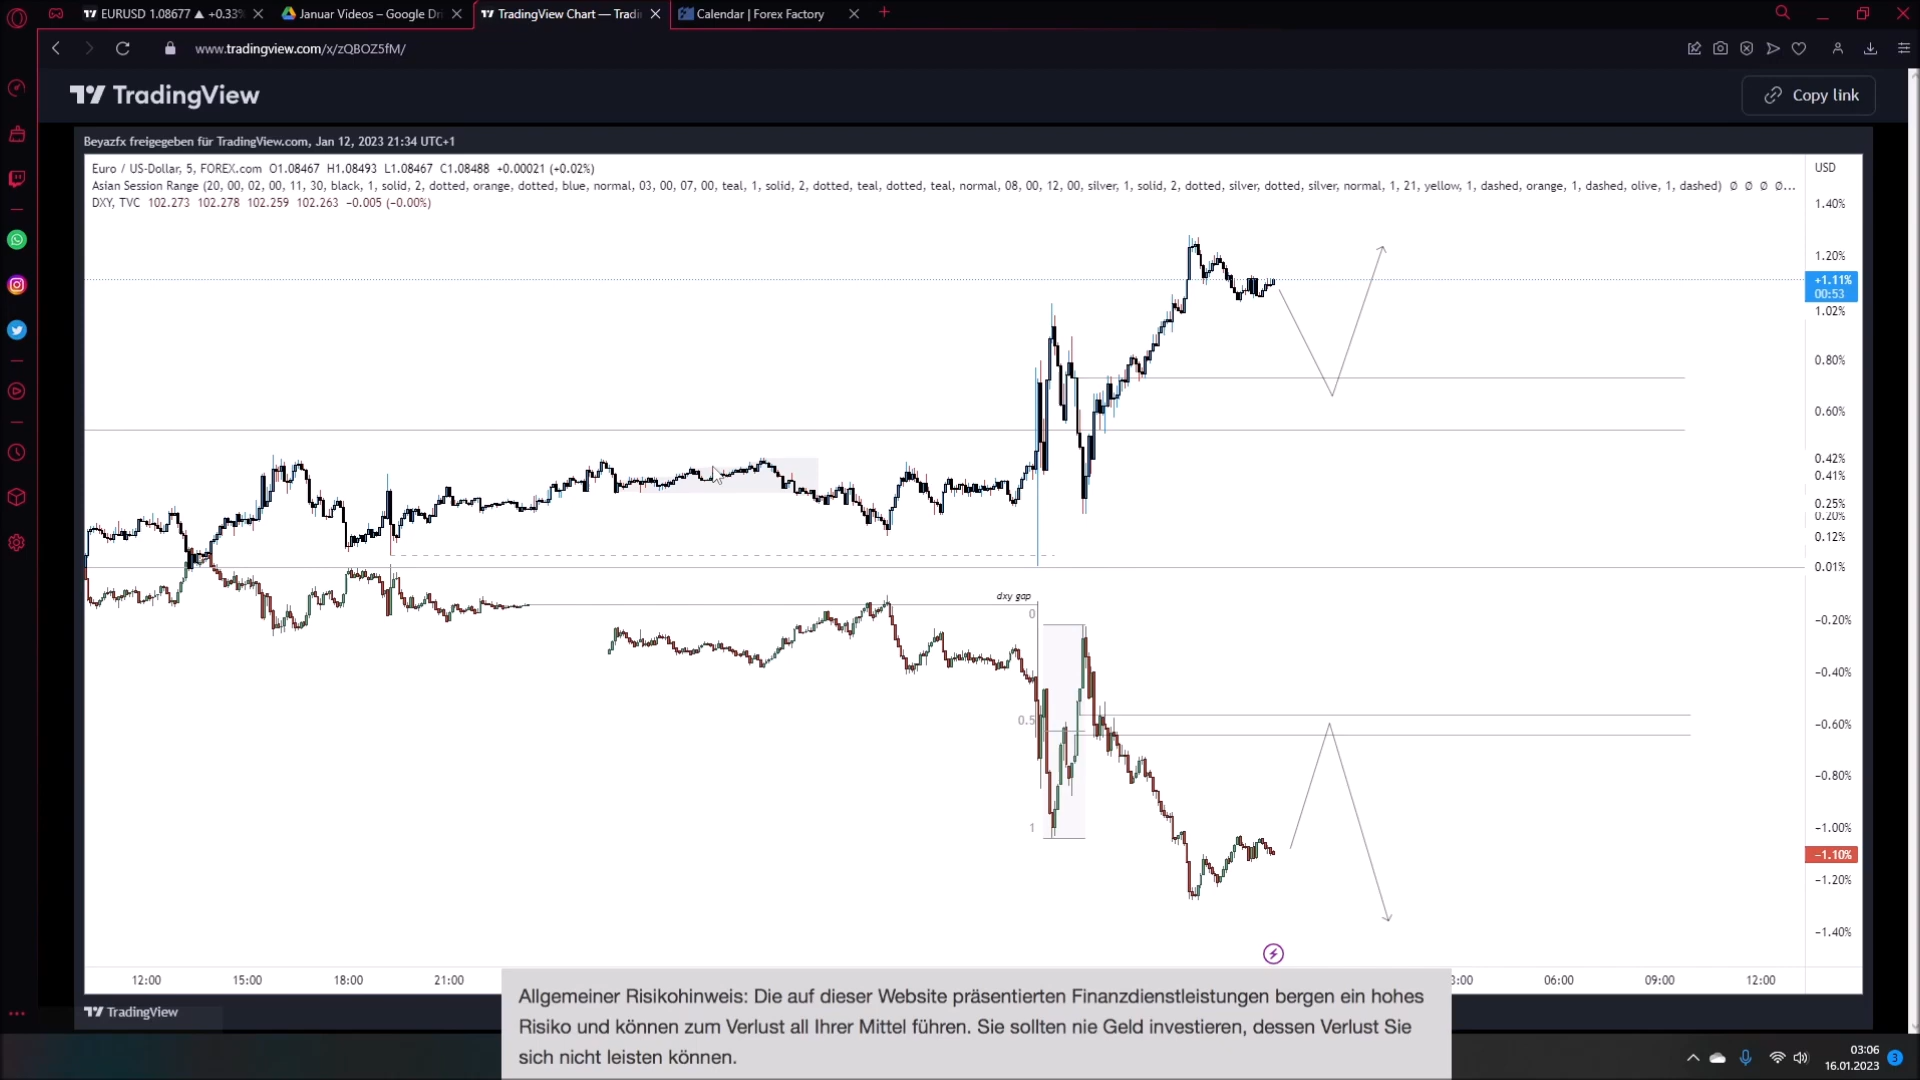 EURUSD 1.08677 ▲ +0.33%
Januar Videos – Google Dri
TradingView Chart — Tradi
Calendar | Forex Factory
www.tradingview.com/x/zQBOZ5fM/
TradingView
Copy link
Beyazfx freigegeben für TradingView.com, Jan 12, 2023 21:34 UTC+1
Euro / US-Dollar, 5, FOREX.com O1.08467 H1.08493 L1.08467 C1.08488 +0.00021 (+0.02%)
Asian Session Range (20, 00, 02, 00, 11, 30, black, 1, solid, 2, dotted, orange, dotted, blue, normal, 03, 00, 07, 00, teal, 1, solid, 2, dotted, teal, dotted, teal, normal, 08, 00, 12, 00, silver, 1, solid, 2, dotted, silver, dotted, silver, normal, 1, 21, yellow, 1, dashed, orange, 1, dashed, olive, 1, dashed) Ø Ø Ø Ø...
DXY, TVC 102.273 102.278 102.259 102.263 −0.005 (−0.00%)
USD
1.40%
1.20%
+1.11%
00:53
1.02%
0.80%
0.60%
0.42%
0.41%
0.25%
0.20%
0.12%
0.01%
−0.20%
−0.40%
−0.60%
−0.80%
−1.00%
−1.10%
−1.20%
−1.40%
dxy gap
0
0.5
1
12:00 15:00 18:00 21:00 3:00 06:00 09:00 12:00
TradingView
Allgemeiner Risikohinweis: Die auf dieser Website präsentierten Finanzdienstleistungen bergen ein hohes
Risiko und können zum Verlust all Ihrer Mittel führen. Sie sollten nie Geld investieren, dessen Verlust Sie
sich nicht leisten können.
03:06
16.01.2023
3